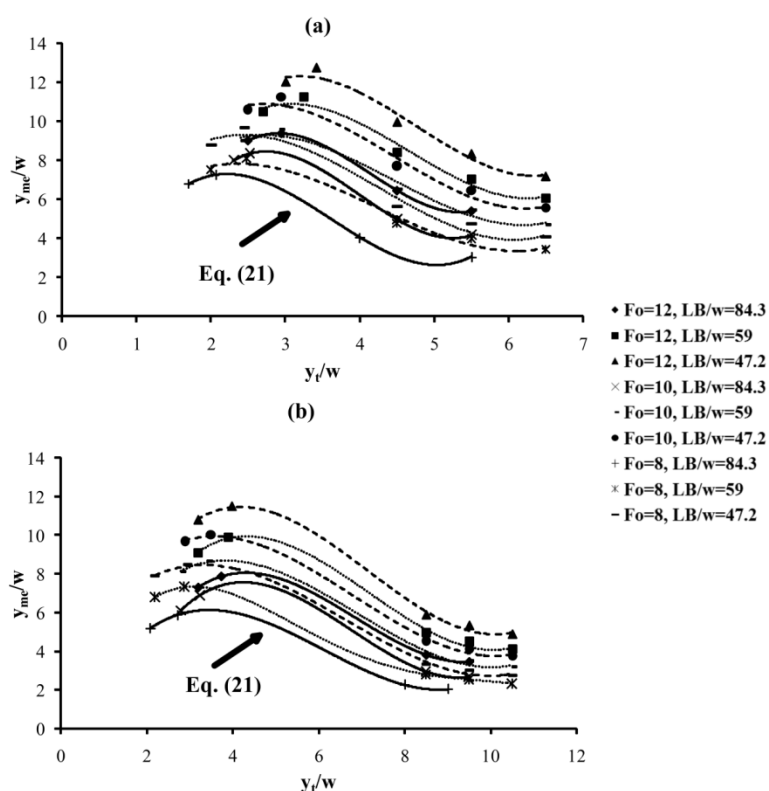 (a)
14
12
10
8
6
4
2
0
0 1 2 3 4 5 6 7
y_mc/w
y_t/w
Eq. (21)
(b)
14
12
10
8
6
4
2
0
0 2 4 6 8 10 12
y_mc/w
y_t/w
Eq. (21)
Fo=12, LB/w=84.3
Fo=12, LB/w=59
Fo=12, LB/w=47.2
Fo=10, LB/w=84.3
Fo=10, LB/w=59
Fo=10, LB/w=47.2
Fo=8, LB/w=84.3
Fo=8, LB/w=59
Fo=8, LB/w=47.2